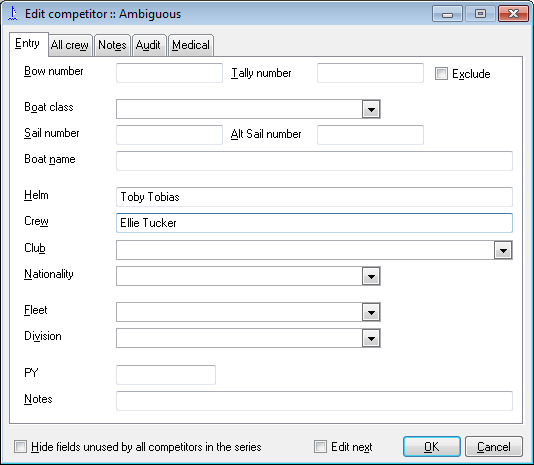 Edit competitor :: Ambiguous
Entry All crew Notes Audit Medical
Bow number Tally number Exclude
Boat class
Sail number Alt Sail number
Boat name
Helm Toby Tobias
Crew Ellie Tucker
Club
Nationality
Fleet
Division
PY
Notes
Hide fields unused by all competitors in the series Edit next OK Cancel